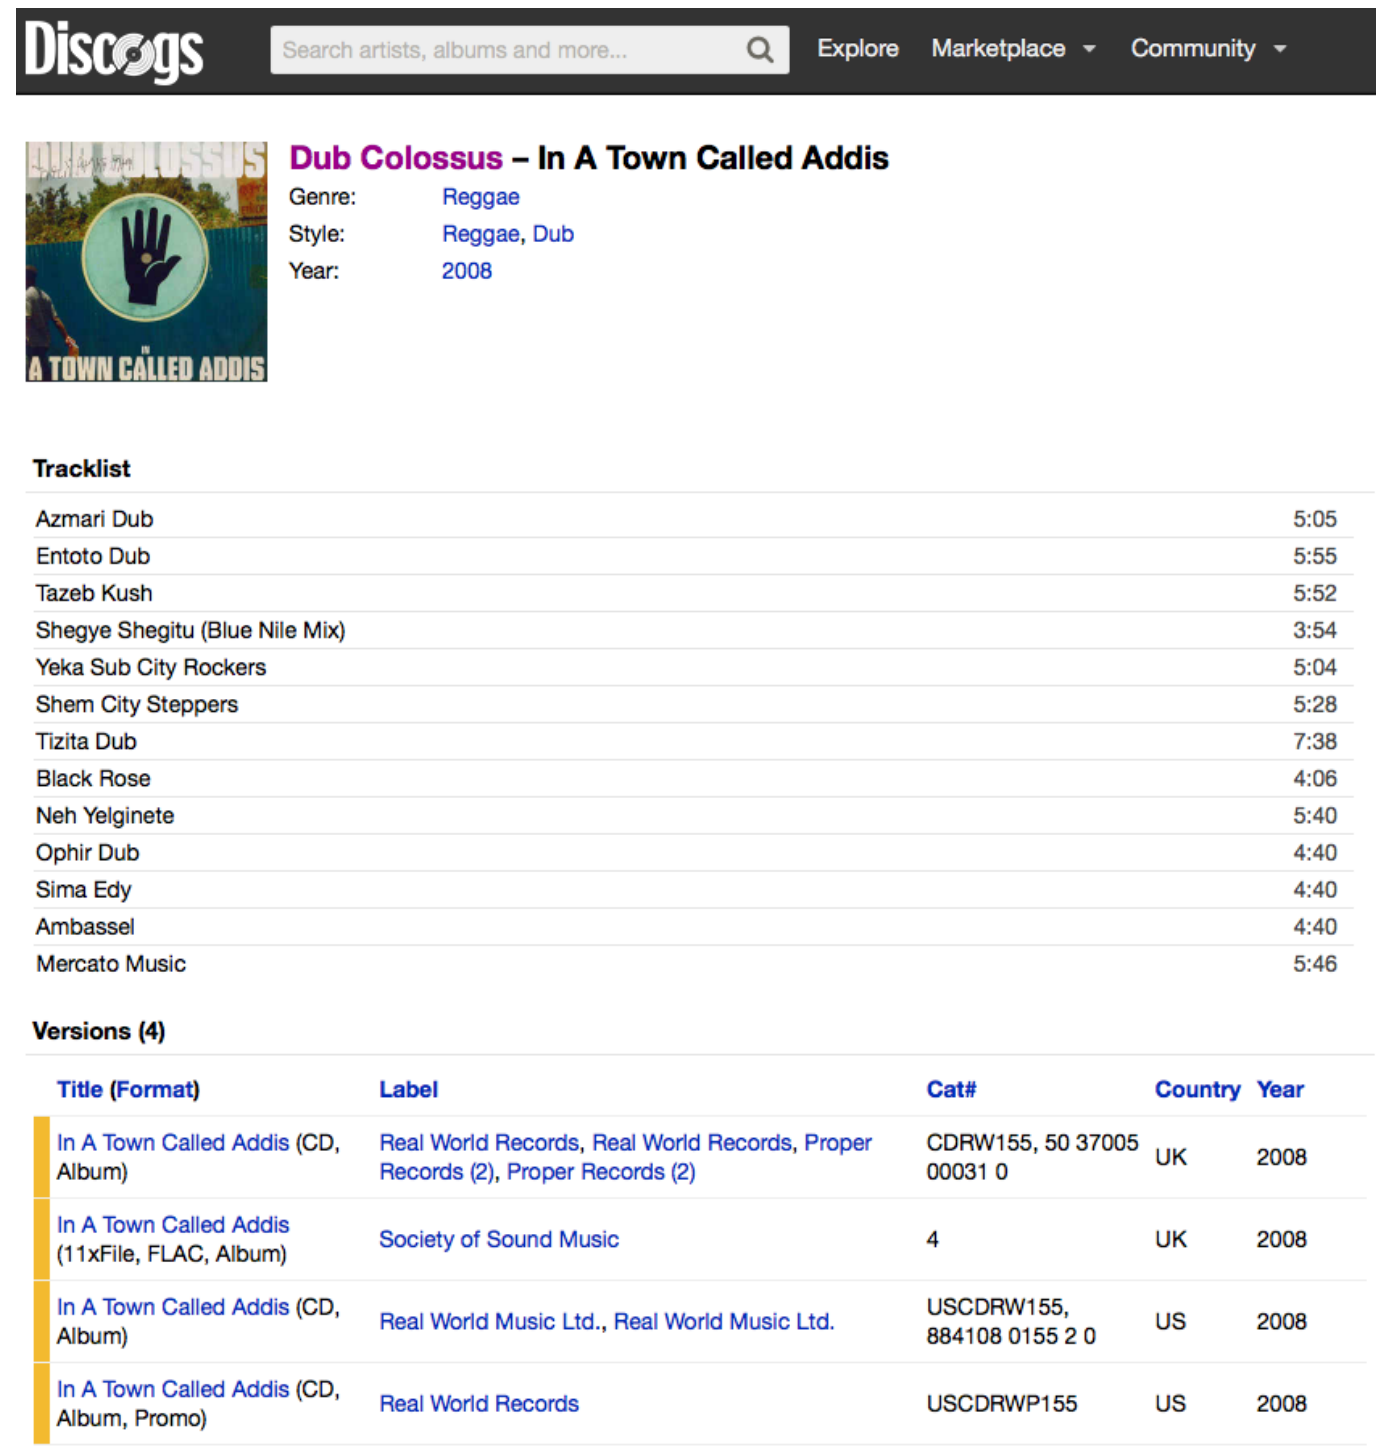 Discogs
Search artists, albums and more...
Explore
Marketplace
Community
DUB COLOSSUS
IN
A TOWN CALLED ADDIS
Dub Colossus – In A Town Called Addis
Genre: Reggae
Style: Reggae, Dub
Year: 2008
Tracklist
Azmari Dub 5:05
Entoto Dub 5:55
Tazeb Kush 5:52
Shegye Shegitu (Blue Nile Mix) 3:54
Yeka Sub City Rockers 5:04
Shem City Steppers 5:28
Tizita Dub 7:38
Black Rose 4:06
Neh Yelginete 5:40
Ophir Dub 4:40
Sima Edy 4:40
Ambassel 4:40
Mercato Music 5:46
Versions (4)
Title (Format) Label Cat# Country Year
In A Town Called Addis (CD, Album) Real World Records, Real World Records, Proper Records (2), Proper Records (2) CDRW155, 50 37005 00031 0 UK 2008
In A Town Called Addis (11xFile, FLAC, Album) Society of Sound Music 4 UK 2008
In A Town Called Addis (CD, Album) Real World Music Ltd., Real World Music Ltd. USCDRW155, 884108 0155 2 0 US 2008
In A Town Called Addis (CD, Album, Promo) Real World Records USCDRWP155 US 2008